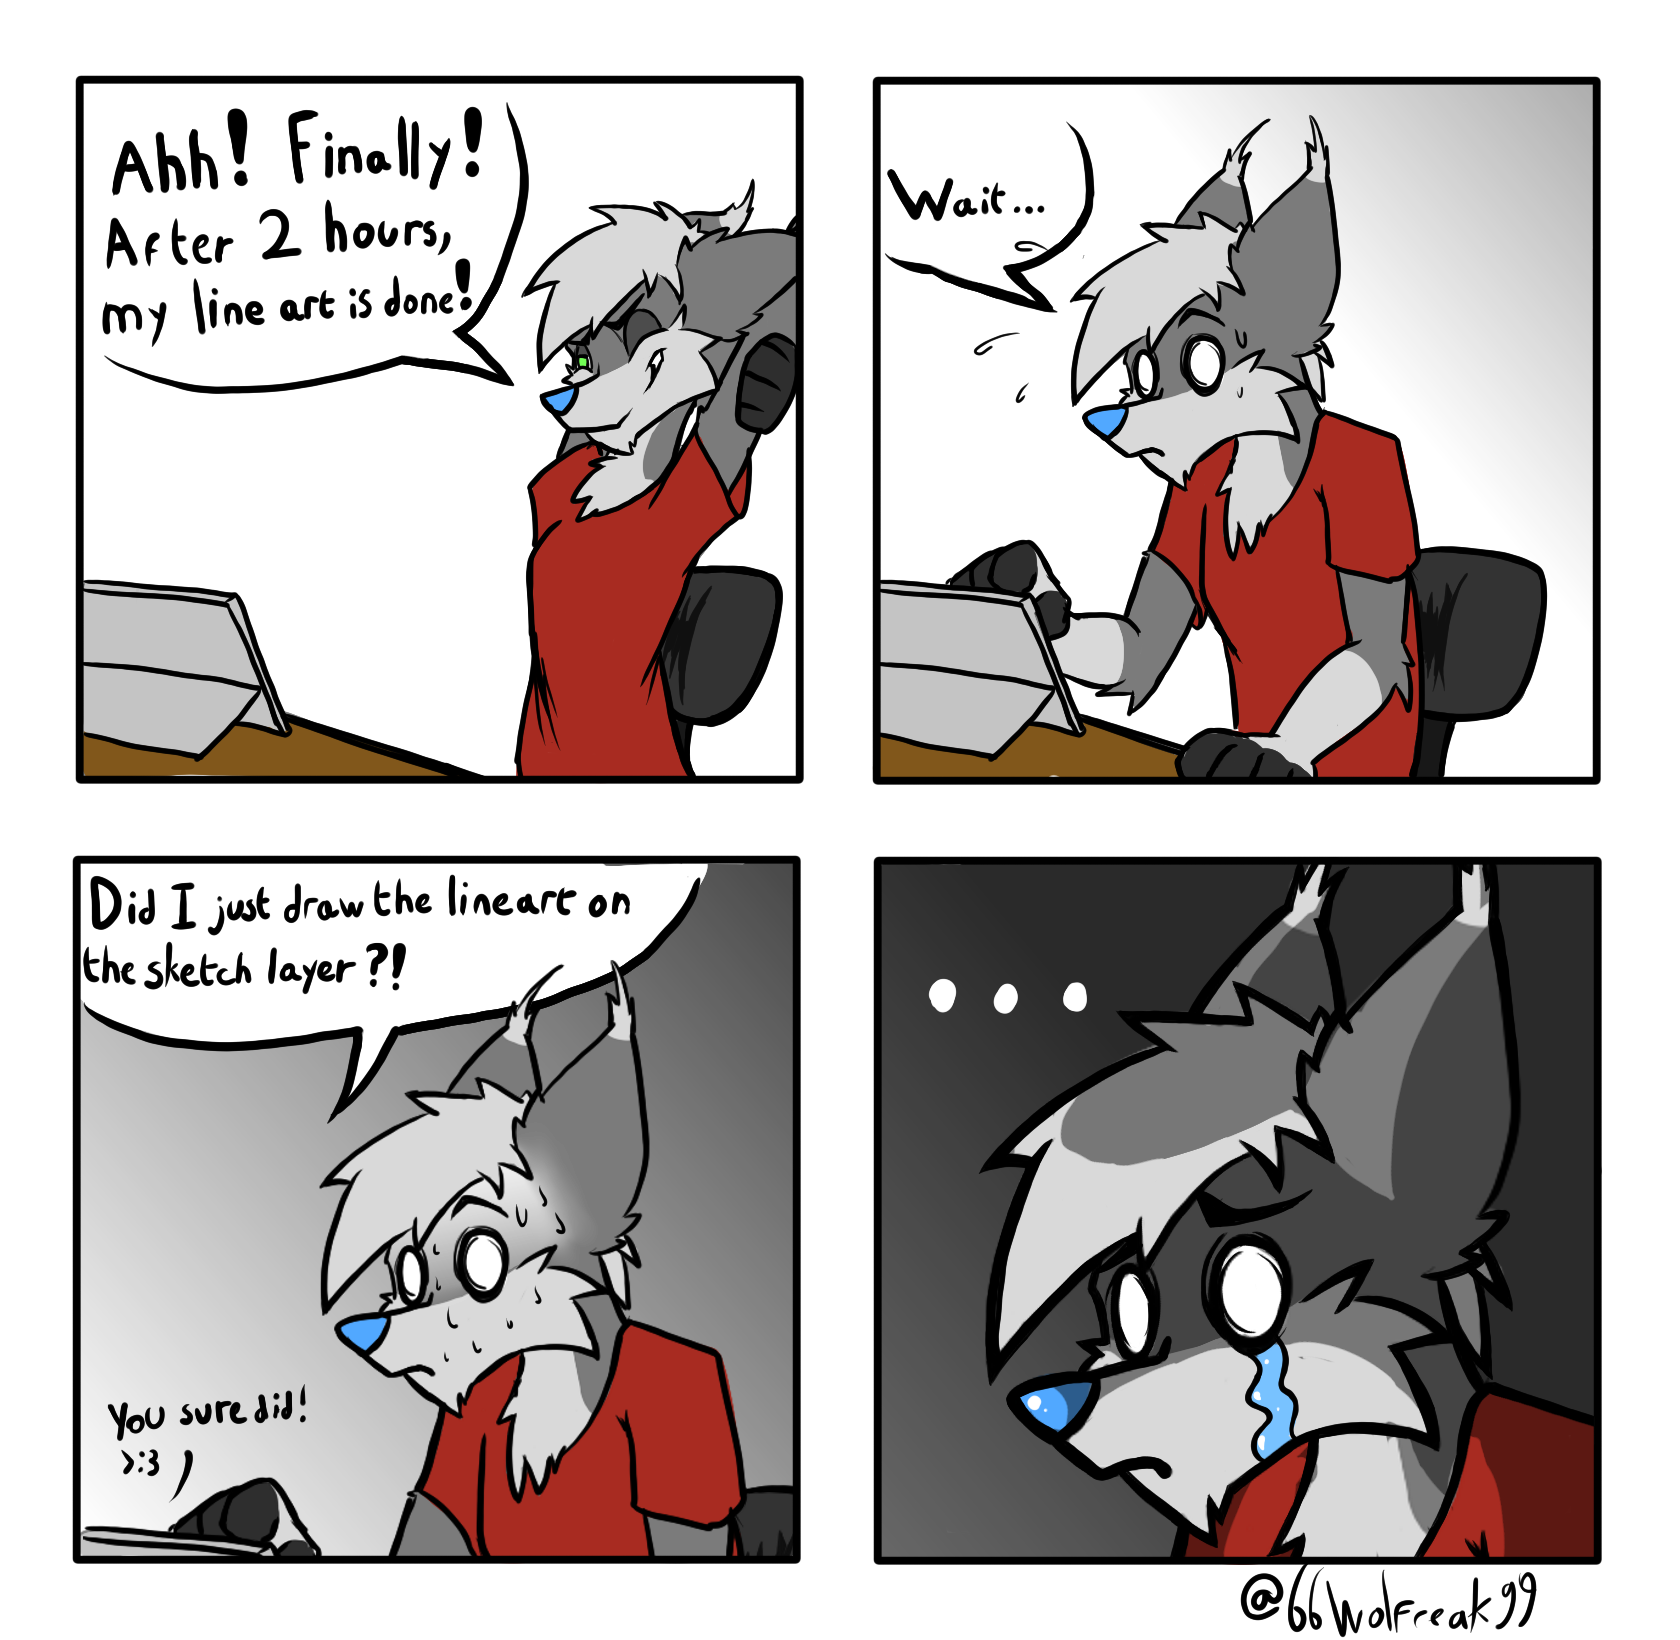 Ahh! Finally!
After 2 hours,
my line art is done!
Wait...
Did I just draw the lineart on
the sketch layer?!
You sure did!
>:3
...
@66Wolfreak99